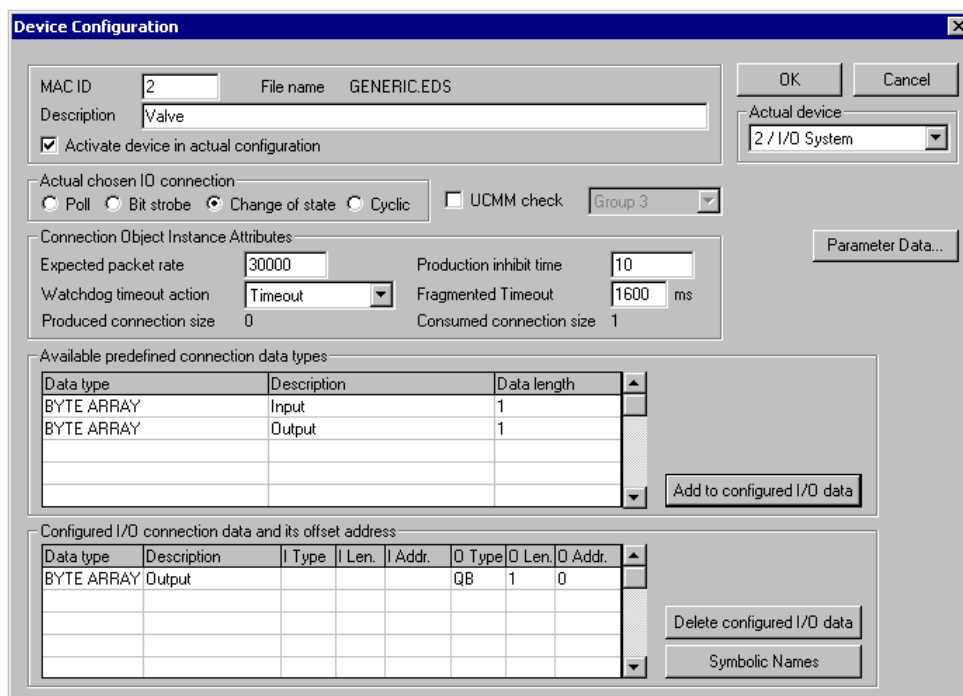 Device Configuration
MAC ID 2 File name GENERIC.EDS
Description Valve
Activate device in actual configuration
OK Cancel
Actual device
2 / I/O System
Actual chosen IO connection
Poll Bit strobe Change of state Cyclic
UCMM check Group 3
Connection Object Instance Attributes
Expected packet rate 30000 Production inhibit time 10
Watchdog timeout action Timeout Fragmented Timeout 1600 ms
Produced connection size 0 Consumed connection size 1
Parameter Data...
Available predefined connection data types
Data type Description Data length
BYTE ARRAY Input 1
BYTE ARRAY Output 1
Add to configured I/O data
Configured I/O connection data and its offset address
Data type Description I Type I Len. I Addr. O Type O Len. O Addr.
BYTE ARRAY Output QB 1 0
Delete configured I/O data
Symbolic Names